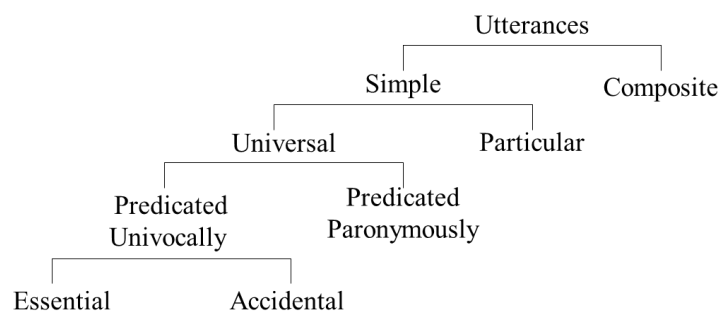 Utterances
Simple
Composite
Universal
Particular
Predicated
Univocally
Predicated
Paronymously
Essential
Accidental